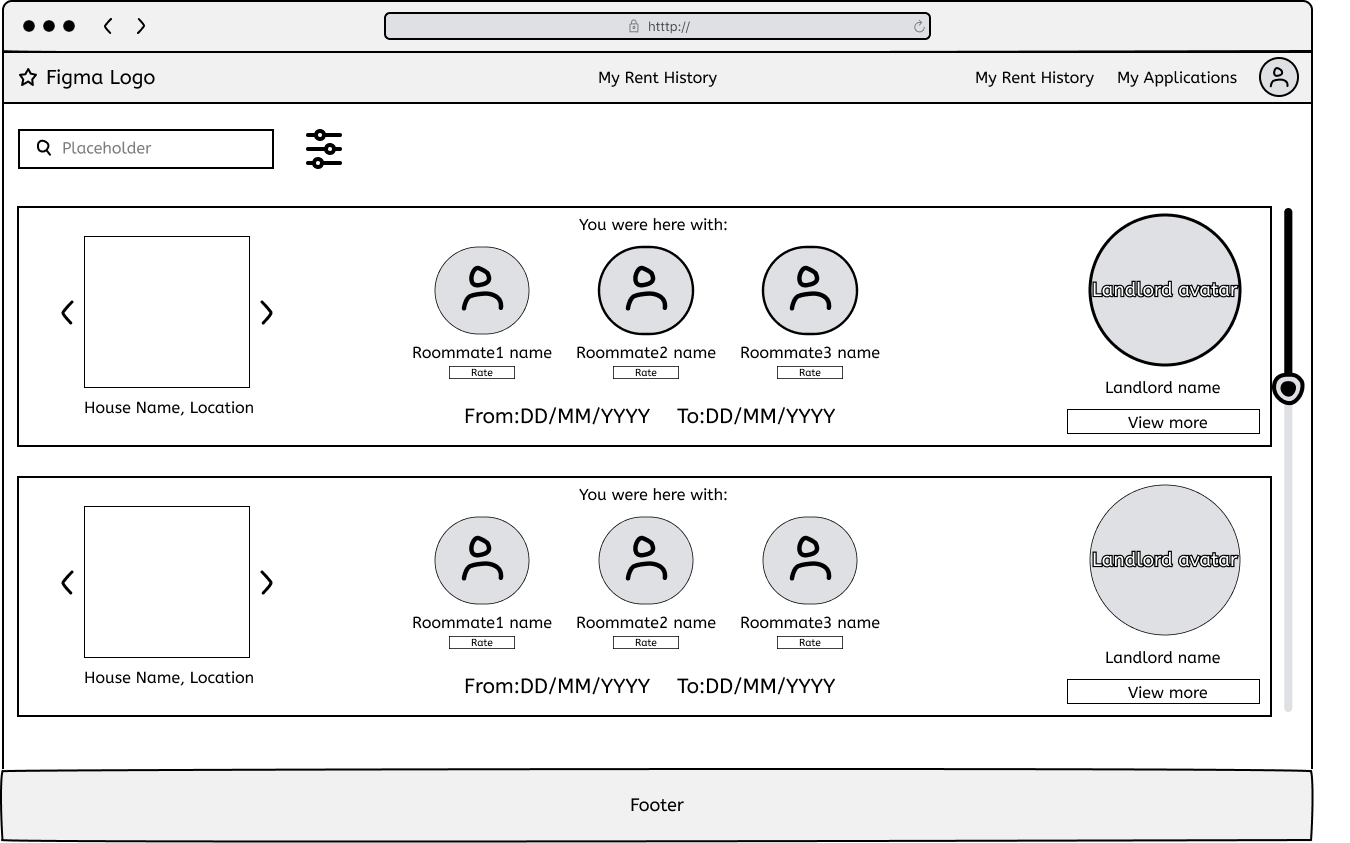 htttp://
Figma Logo
My Rent History
My Rent History
My Applications
Placeholder
You were here with:
Roommate1 name
Roommate2 name
Roommate3 name
Rate
Rate
Rate
From:DD/MM/YYYY
To:DD/MM/YYYY
House Name, Location
Landlord avatar
Landlord name
View more
You were here with:
Roommate1 name
Roommate2 name
Roommate3 name
Rate
Rate
Rate
From:DD/MM/YYYY
To:DD/MM/YYYY
House Name, Location
Landlord avatar
Landlord name
View more
Footer